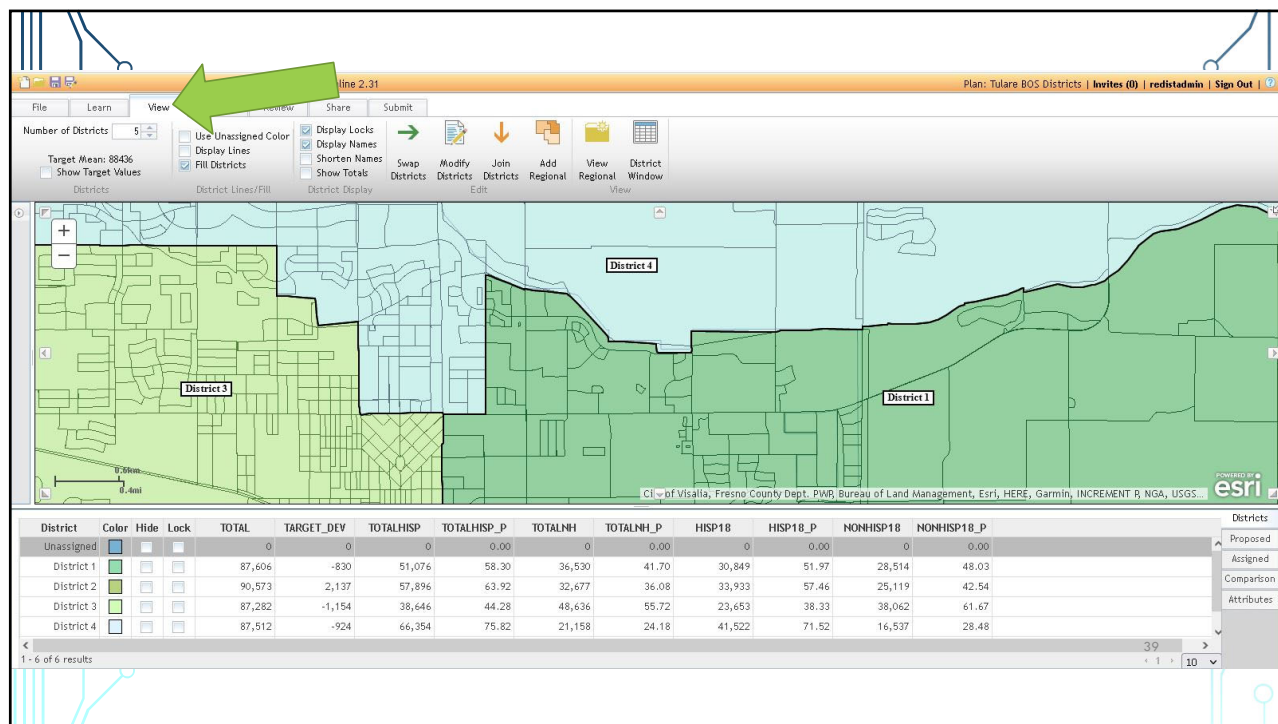 line 2.31
Plan: Tulare BOS Districts | Invites (0) | redistadmin | Sign Out | ?
File Learn View Review Share Submit
Number of Districts 5
Target Mean: 88436
Show Target Values
Districts
Use Unassigned Color
Display Lines
Fill Districts
District Lines/Fill
Display Locks
Display Names
Shorten Names
Show Totals
District Display
Swap Districts
Modify Districts
Join Districts
Add Regional
Edit
View Regional
District Window
View
+
−
District 4
District 3
District 1
0.6km
0.4mi
City of Visalia, Fresno County Dept. PWP, Bureau of Land Management, Esri, HERE, Garmin, INCREMENT P, NGA, USGS...
POWERED BY
esri
District Color Hide Lock TOTAL TARGET_DEV TOTALHISP TOTALHISP_P TOTALNH TOTALNH_P HISP18 HISP18_P NONHISP18 NONHISP18_P
Unassigned 0 0 0 0.00 0 0.00 0 0.00 0 0.00
District 1 87,606 -830 51,076 58.30 36,530 41.70 30,849 51.97 28,514 48.03
District 2 90,573 2,137 57,896 63.92 32,677 36.08 33,933 57.46 25,119 42.54
District 3 87,282 -1,154 38,646 44.28 48,636 55.72 23,653 38.33 38,062 61.67
District 4 87,512 -924 66,354 75.82 21,158 24.18 41,522 71.52 16,537 28.48
Districts
Proposed
Assigned
Comparison
Attributes
39
1 - 6 of 6 results
1
10